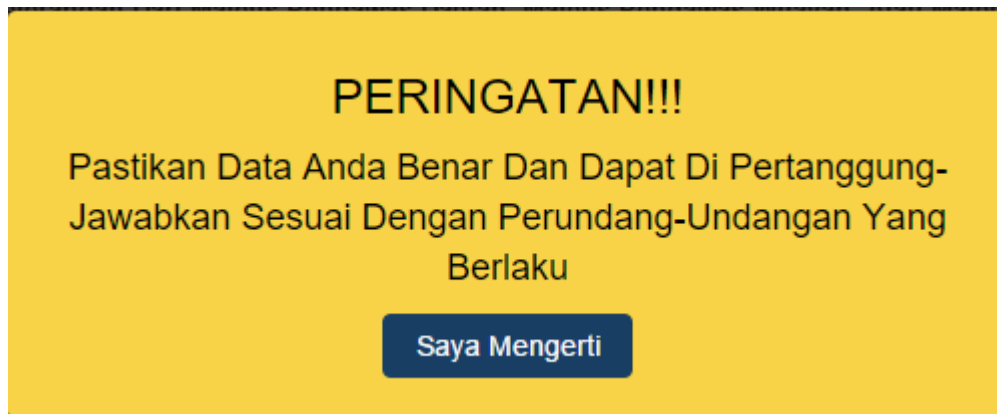 PERINGATAN!!!
Pastikan Data Anda Benar Dan Dapat Di Pertanggung-
Jawabkan Sesuai Dengan Perundang-Undangan Yang
Berlaku
Saya Mengerti